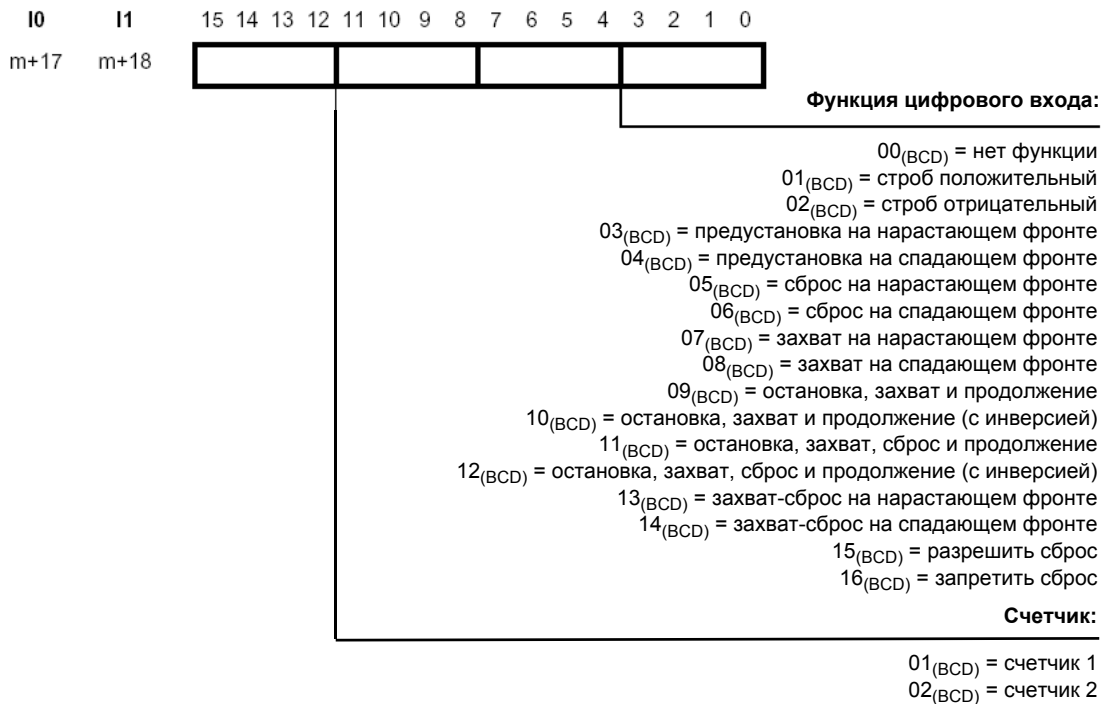 I0 I1 15 14 13 12 11 10 9 8 7 6 5 4 3 2 1 0
m+17 m+18
Функция цифрового входа:
00(BCD) = нет функции
01(BCD) = строб положительный
02(BCD) = строб отрицательный
03(BCD) = предустановка на нарастающем фронте
04(BCD) = предустановка на спадающем фронте
05(BCD) = сброс на нарастающем фронте
06(BCD) = сброс на спадающем фронте
07(BCD) = захват на нарастающем фронте
08(BCD) = захват на спадающем фронте
09(BCD) = остановка, захват и продолжение
10(BCD) = остановка, захват и продолжение (с инверсией)
11(BCD) = остановка, захват, сброс и продолжение
12(BCD) = остановка, захват, сброс и продолжение (с инверсией)
13(BCD) = захват-сброс на нарастающем фронте
14(BCD) = захват-сброс на спадающем фронте
15(BCD) = разрешить сброс
16(BCD) = запретить сброс
Счетчик:
01(BCD) = счетчик 1
02(BCD) = счетчик 2